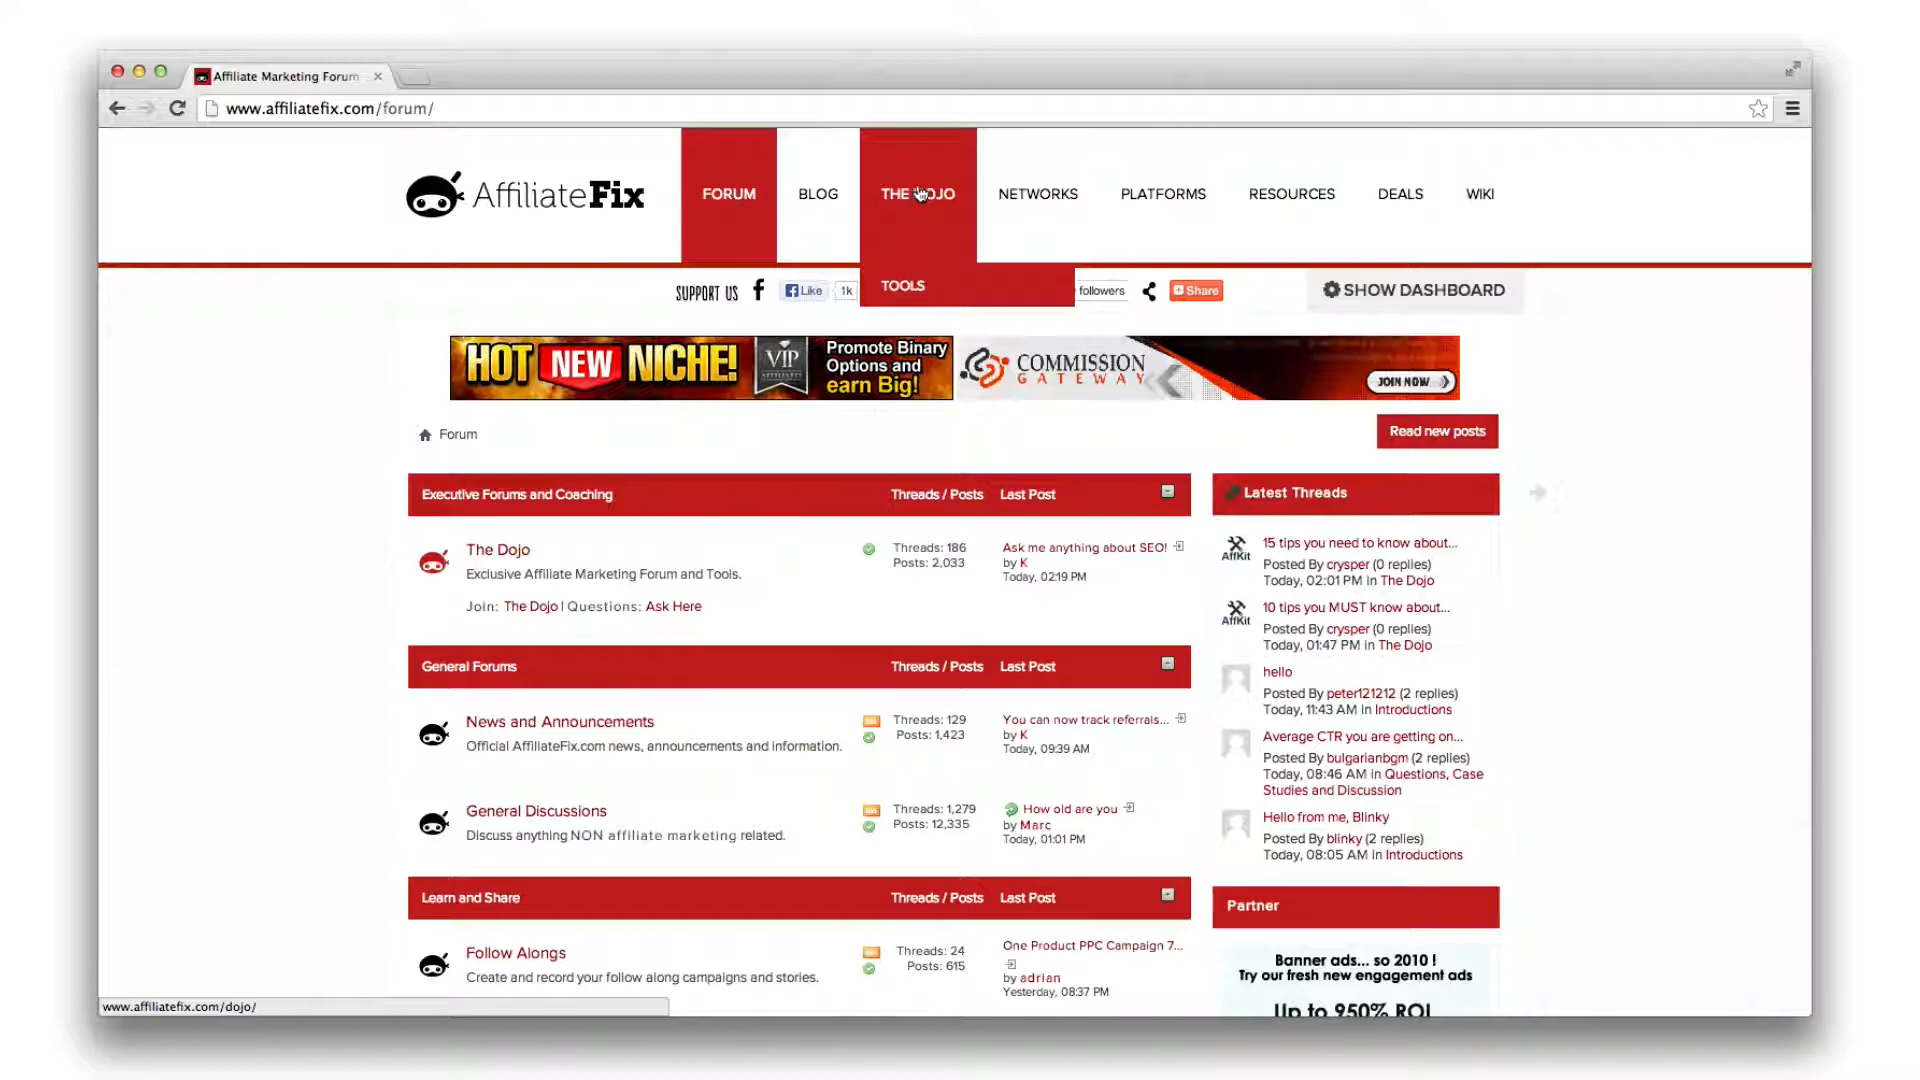 Affiliate Marketing Forum
www.affiliatefix.com/forum/
AffiliateFix
FORUM
BLOG
THE DOJO
NETWORKS
PLATFORMS
RESOURCES
DEALS
WIKI
TOOLS
SUPPORT US
Like
1k
followers
Share
SHOW DASHBOARD
HOT NEW NICHE!
VIP
Promote Binary
Options and
earn Big!
COMMISSION
GATEWAY
JOIN NOW
Forum
Read new posts
Executive Forums and Coaching
Threads / Posts
Last Post
The Dojo
Exclusive Affiliate Marketing Forum and Tools.
Join: The Dojo | Questions: Ask Here
Threads: 186
Posts: 2,033
Ask me anything about SEO!
by K
Today, 02:19 PM
General Forums
Threads / Posts
Last Post
News and Announcements
Official AffiliateFix.com news, announcements and information.
Threads: 129
Posts: 1,423
You can now track referrals...
by K
Today, 09:39 AM
General Discussions
Discuss anything NON affiliate marketing related.
Threads: 1,279
Posts: 12,335
How old are you
by Marc
Today, 01:01 PM
Learn and Share
Threads / Posts
Last Post
Follow Alongs
Create and record your follow along campaigns and stories.
Threads: 24
Posts: 615
One Product PPC Campaign 7...
by adrian
Yesterday, 08:37 PM
Latest Threads
AffKit
15 tips you need to know about...
Posted By crysper (0 replies)
Today, 02:01 PM in The Dojo
AffKit
10 tips you MUST know about...
Posted By crysper (0 replies)
Today, 01:47 PM in The Dojo
hello
Posted By peter121212 (2 replies)
Today, 11:43 AM in Introductions
Average CTR you are getting on...
Posted By bulgarianbgm (2 replies)
Today, 08:46 AM in Questions, Case
Studies and Discussion
Hello from me, Blinky
Posted By blinky (2 replies)
Today, 08:05 AM in Introductions
Partner
Banner ads... so 2010 !
Try our fresh new engagement ads
Up to 950% ROI
www.affiliatefix.com/dojo/